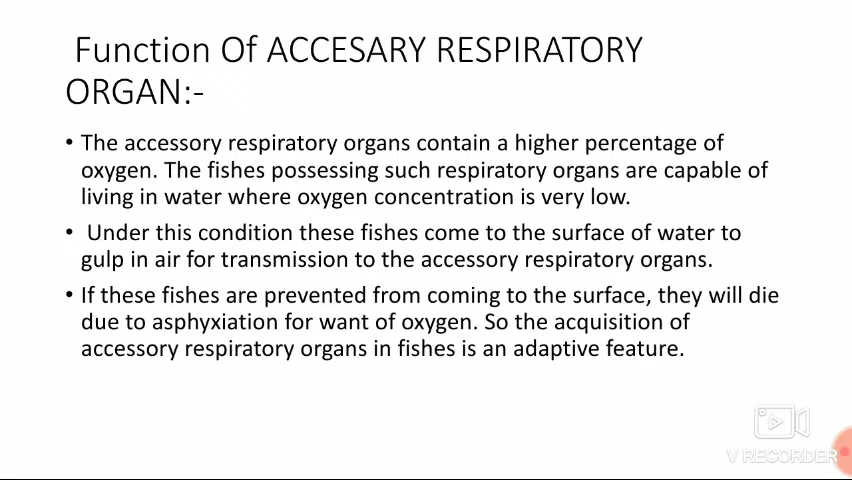 Function Of ACCESARY RESPIRATORY
ORGAN:-
• The accessory respiratory organs contain a higher percentage of
oxygen. The fishes possessing such respiratory organs are capable of
living in water where oxygen concentration is very low.
• Under this condition these fishes come to the surface of water to
gulp in air for transmission to the accessory respiratory organs.
• If these fishes are prevented from coming to the surface, they will die
due to asphyxiation for want of oxygen. So the acquisition of
accessory respiratory organs in fishes is an adaptive feature.
V RECORDER